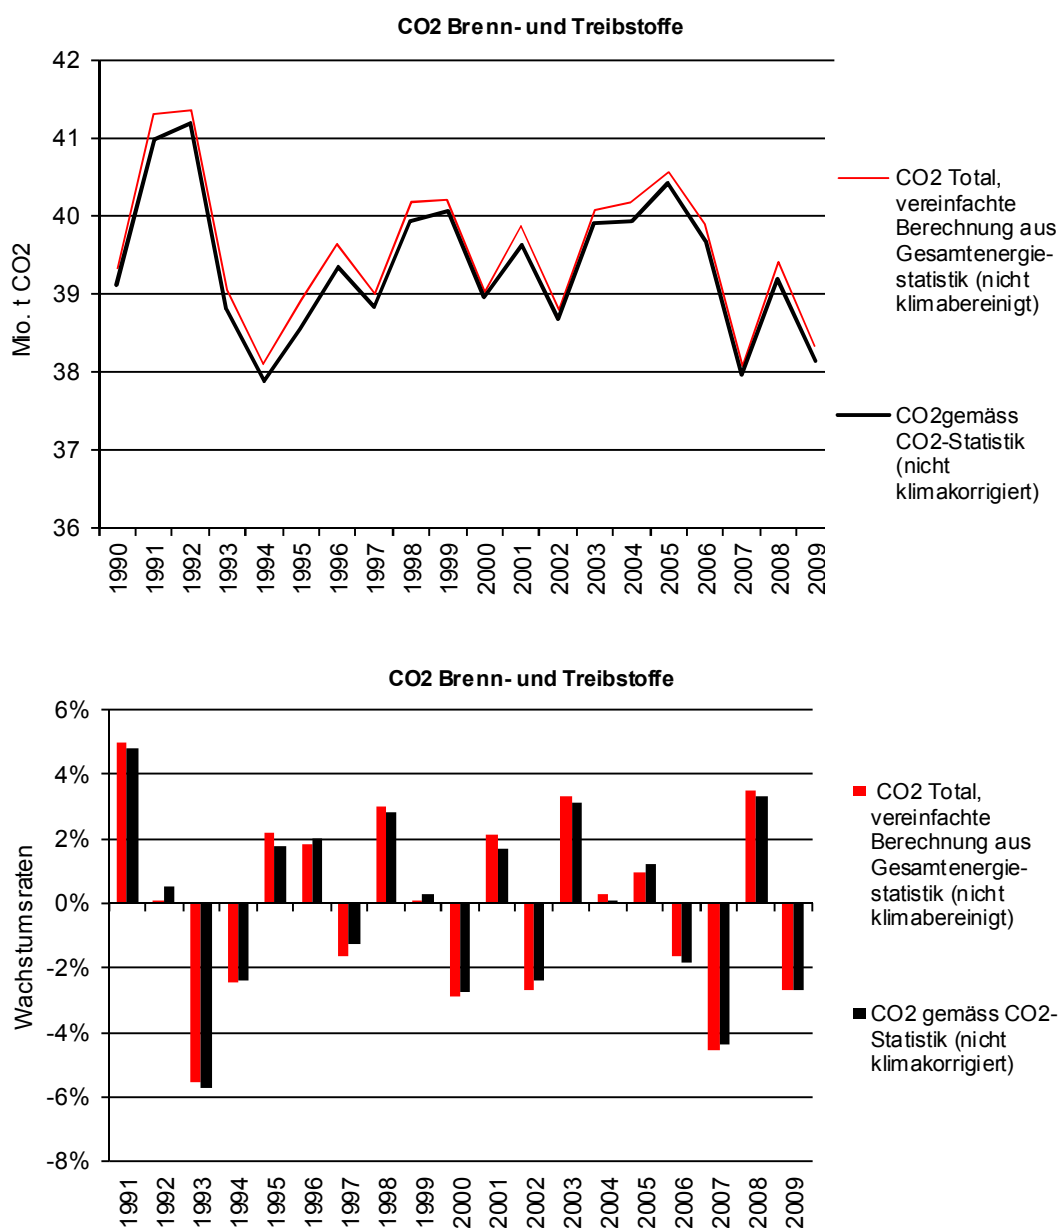 CO2 Brenn- und Treibstoffe
42
41
40
39
38
37
36
Mio. t CO2
1990
1991
1992
1993
1994
1995
1996
1997
1998
1999
2000
2001
2002
2003
2004
2005
2006
2007
2008
2009
CO2 Total,
vereinfachte
Berechnung aus
Gesamtenergie-
statistik (nicht
klimabereinigt)
CO2gemäss
CO2-Statistik
(nicht
klimakorrigiert)
CO2 Brenn- und Treibstoffe
6%
4%
2%
0%
-2%
-4%
-6%
-8%
Wachstumsraten
1991
1992
1993
1994
1995
1996
1997
1998
1999
2000
2001
2002
2003
2004
2005
2006
2007
2008
2009
CO2 Total,
vereinfachte
Berechnung aus
Gesamtenergie-
statistik (nicht
klimabereinigt)
CO2 gemäss CO2-
Statistik (nicht
klimakorrigiert)